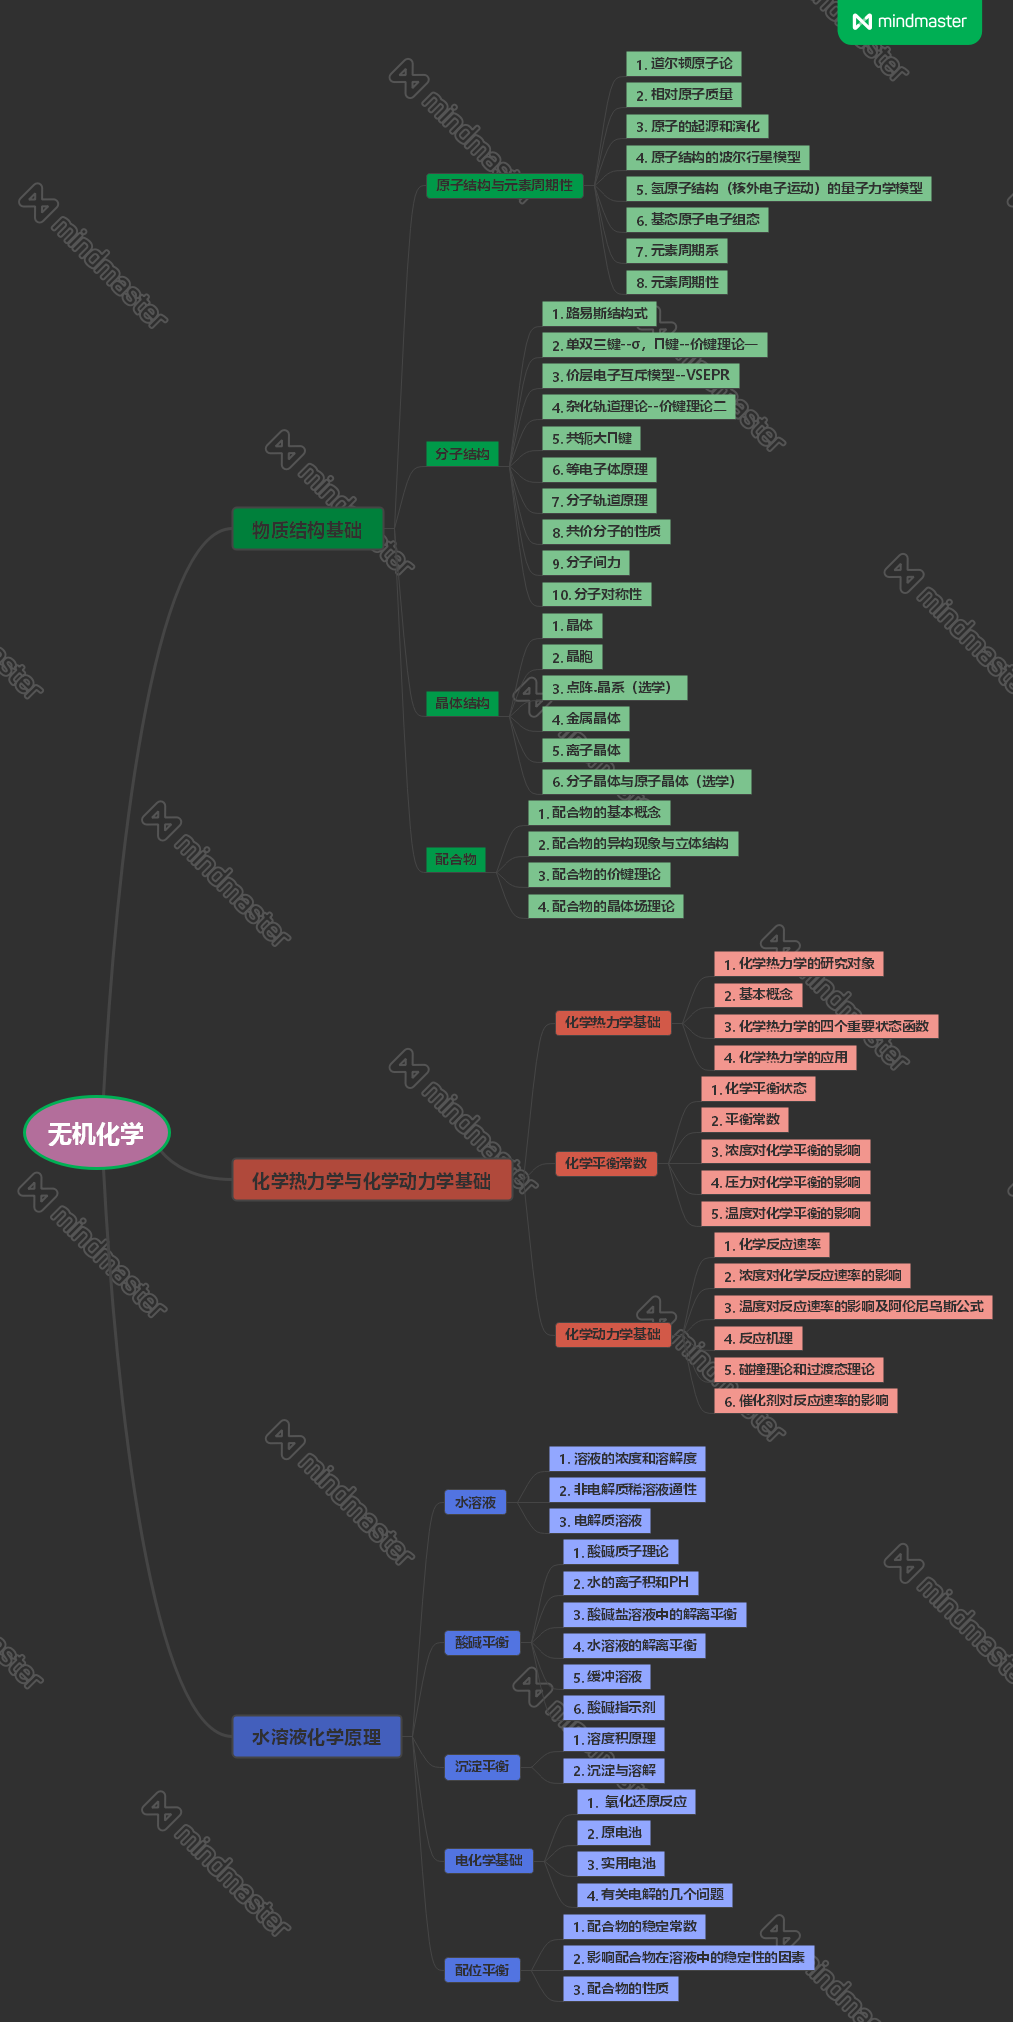 mindmaster
无机化学
物质结构基础
原子结构与元素周期性
1. 道尔顿原子论
2. 相对原子质量
3. 原子的起源和演化
4. 原子结构的波尔行星模型
5. 氢原子结构（核外电子运动）的量子力学模型
6. 基态原子电子组态
7. 元素周期系
8. 元素周期性
分子结构
1. 路易斯结构式
2. 单双三键--σ，Π键--价键理论一
3. 价层电子互斥模型--VSEPR
4. 杂化轨道理论--价键理论二
5. 共轭大Π键
6. 等电子体原理
7. 分子轨道原理
8. 共价分子的性质
9. 分子间力
10. 分子对称性
晶体结构
1. 晶体
2. 晶胞
3. 点阵.晶系（选学）
4. 金属晶体
5. 离子晶体
6. 分子晶体与原子晶体（选学）
配合物
1. 配合物的基本概念
2. 配合物的异构现象与立体结构
3. 配合物的价键理论
4. 配合物的晶体场理论
化学热力学与化学动力学基础
化学热力学基础
1. 化学热力学的研究对象
2. 基本概念
3. 化学热力学的四个重要状态函数
4. 化学热力学的应用
化学平衡常数
1. 化学平衡状态
2. 平衡常数
3. 浓度对化学平衡的影响
4. 压力对化学平衡的影响
5. 温度对化学平衡的影响
化学动力学基础
1. 化学反应速率
2. 浓度对化学反应速率的影响
3. 温度对反应速率的影响及阿伦尼乌斯公式
4. 反应机理
5. 碰撞理论和过渡态理论
6. 催化剂对反应速率的影响
水溶液化学原理
水溶液
1. 溶液的浓度和溶解度
2. 非电解质稀溶液通性
3. 电解质溶液
酸碱平衡
1. 酸碱质子理论
2. 水的离子积和PH
3. 酸碱盐溶液中的解离平衡
4. 水溶液的解离平衡
5. 缓冲溶液
6. 酸碱指示剂
沉淀平衡
1. 溶度积原理
2. 沉淀与溶解
电化学基础
1. 氧化还原反应
2. 原电池
3. 实用电池
4. 有关电解的几个问题
配位平衡
1. 配合物的稳定常数
2. 影响配合物在溶液中的稳定性的因素
3. 配合物的性质